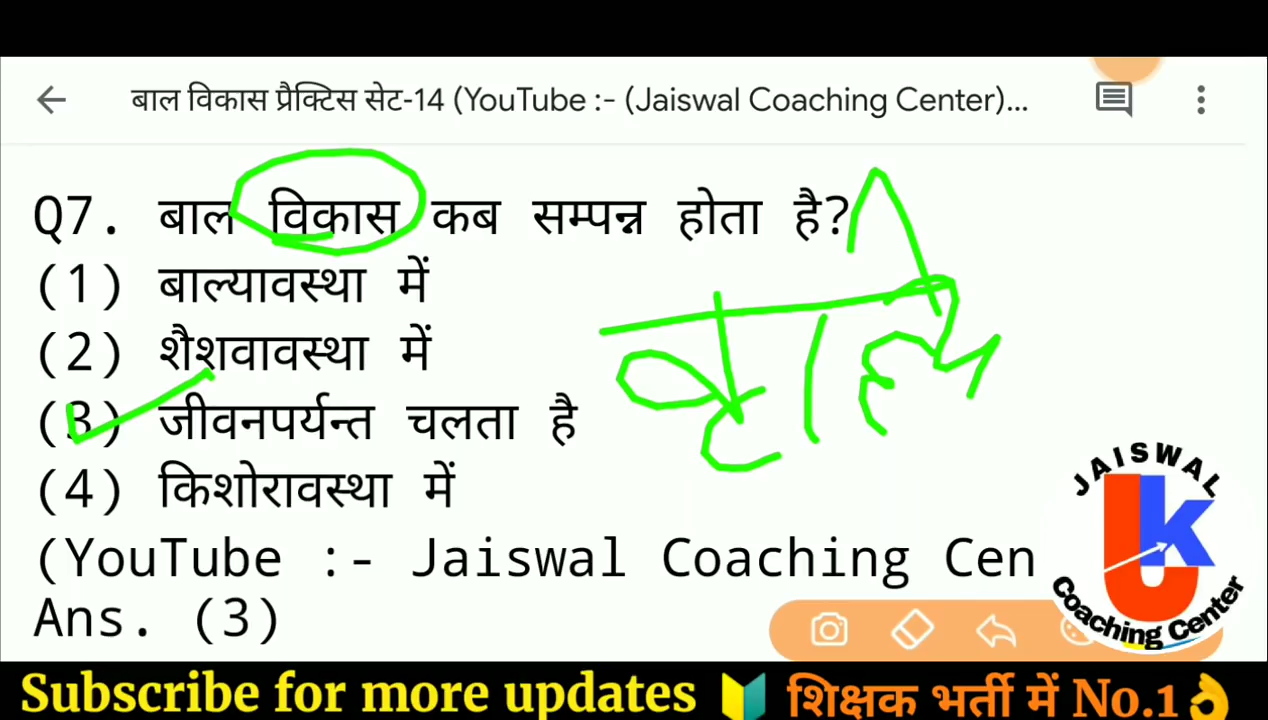 बाल विकास प्रैक्टिस सेट-14 (YouTube :- (Jaiswal Coaching Center)...
Q7. बाल विकास कब सम्पन्न होता है?
(1) बाल्यावस्था में
(2) शैशवावस्था में
(3) जीवनपर्यन्त चलता है
(4) किशोरावस्था में
(YouTube :- Jaiswal Coaching Cen
Ans. (3)
JAISWAL
JK
Coaching Center
Subscribe for more updates 🔰 शिक्षक भर्ती में No.1👌